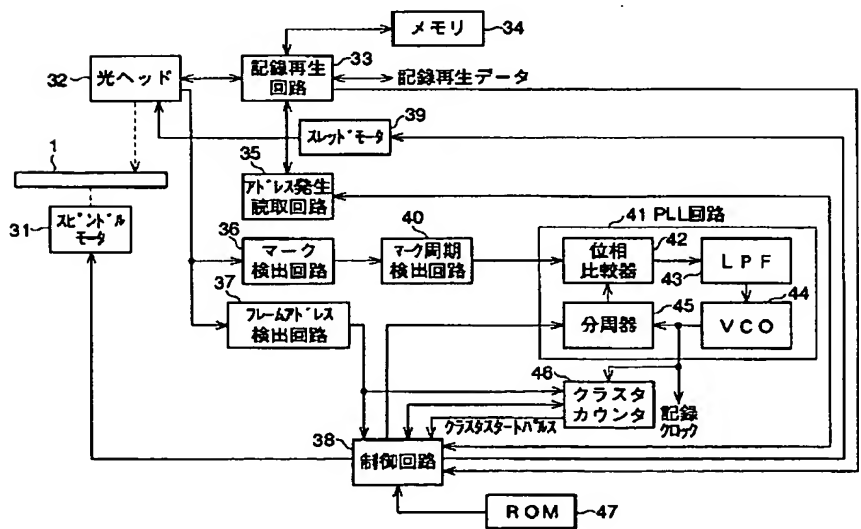 メモリ
34
33
記録再生
回路
記録再生データ
32
光ヘッド
39
スレッドモータ
1
35
アドレス発生
読取回路
31
スピンドル
モータ
36
マーク
検出回路
40
マーク周期
検出回路
41 PLL回路
位相
比較器
42
LPF
43
37
フレームアドレス
検出回路
分周器
45
VCO
44
46
クラスタ
カウンタ
記録
クロック
クラスタスタートパルス
38
制御回路
ROM
47